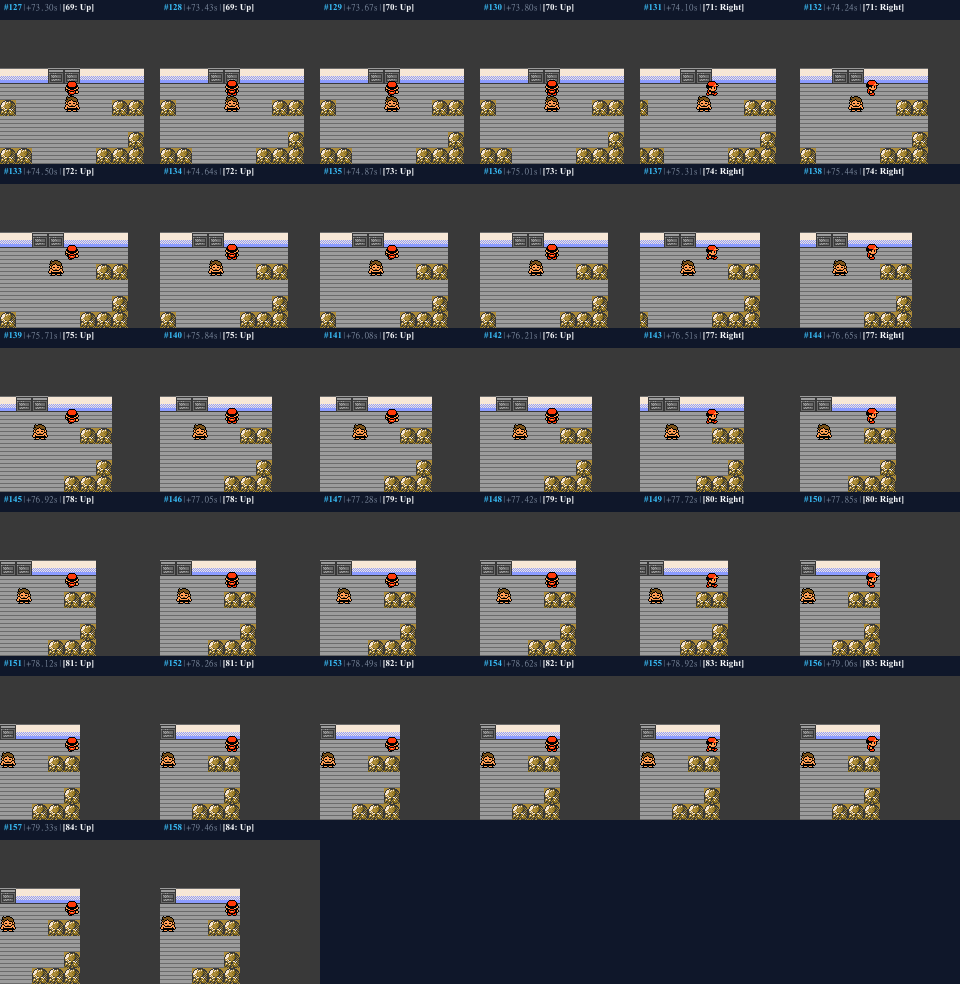 #127|+73.30s|[69: Up] #128|+73.43s|[69: Up] #129|+73.67s|[70: Up] #130|+73.80s|[70: Up] #131|+74.10s|[71: Right] #132|+74.24s|[71: Right]
#133|+74.50s|[72: Up] #134|+74.64s|[72: Up] #135|+74.87s|[73: Up] #136|+75.01s|[73: Up] #137|+75.31s|[74: Right] #138|+75.44s|[74: Right]
#139|+75.71s|[75: Up] #140|+75.84s|[75: Up] #141|+76.08s|[76: Up] #142|+76.21s|[76: Up] #143|+76.51s|[77: Right] #144|+76.65s|[77: Right]
#145|+76.92s|[78: Up] #146|+77.05s|[78: Up] #147|+77.28s|[79: Up] #148|+77.42s|[79: Up] #149|+77.72s|[80: Right] #150|+77.85s|[80: Right]
#151|+78.12s|[81: Up] #152|+78.26s|[81: Up] #153|+78.49s|[82: Up] #154|+78.62s|[82: Up] #155|+78.92s|[83: Right] #156|+79.06s|[83: Right]
#157|+79.33s|[84: Up] #158|+79.46s|[84: Up]